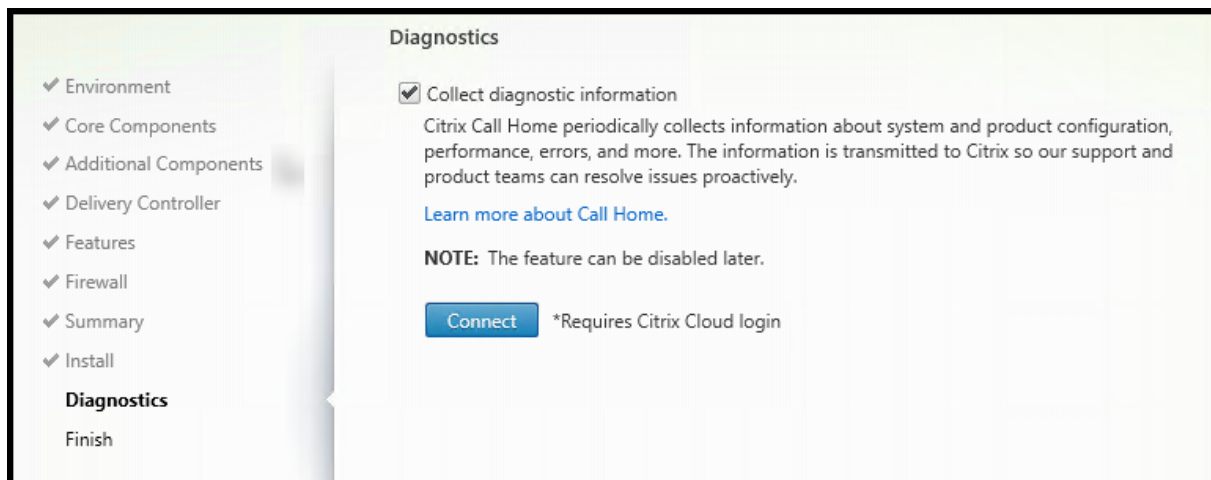 Diagnostics
Environment
Core Components
Additional Components
Delivery Controller
Features
Firewall
Summary
Install
Diagnostics
Finish
Collect diagnostic information
Citrix Call Home periodically collects information about system and product configuration,
performance, errors, and more. The information is transmitted to Citrix so our support and
product teams can resolve issues proactively.
Learn more about Call Home.
NOTE: The feature can be disabled later.
Connect *Requires Citrix Cloud login